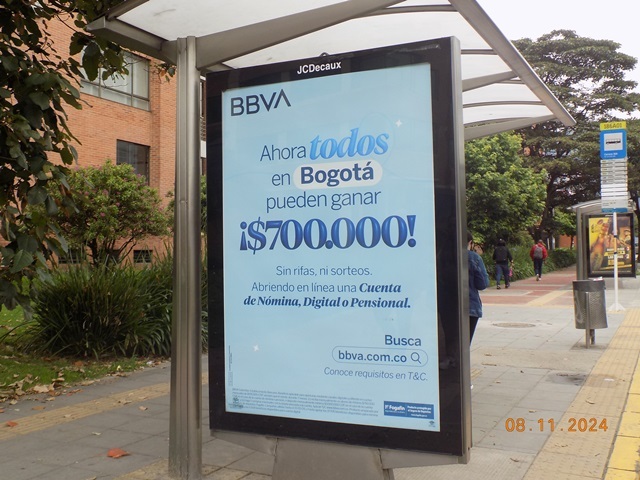 JCDecaux
BBVA
Ahora todos
en Bogotá
pueden ganar
¡$700.000!
Sin rifas, ni sorteos.
Abriendo en línea una Cuenta
de Nómina, Digital o Pensional.
Busca
bbva.com.co
Conoce requisitos en T&C.
Fogafín
08.11.2024